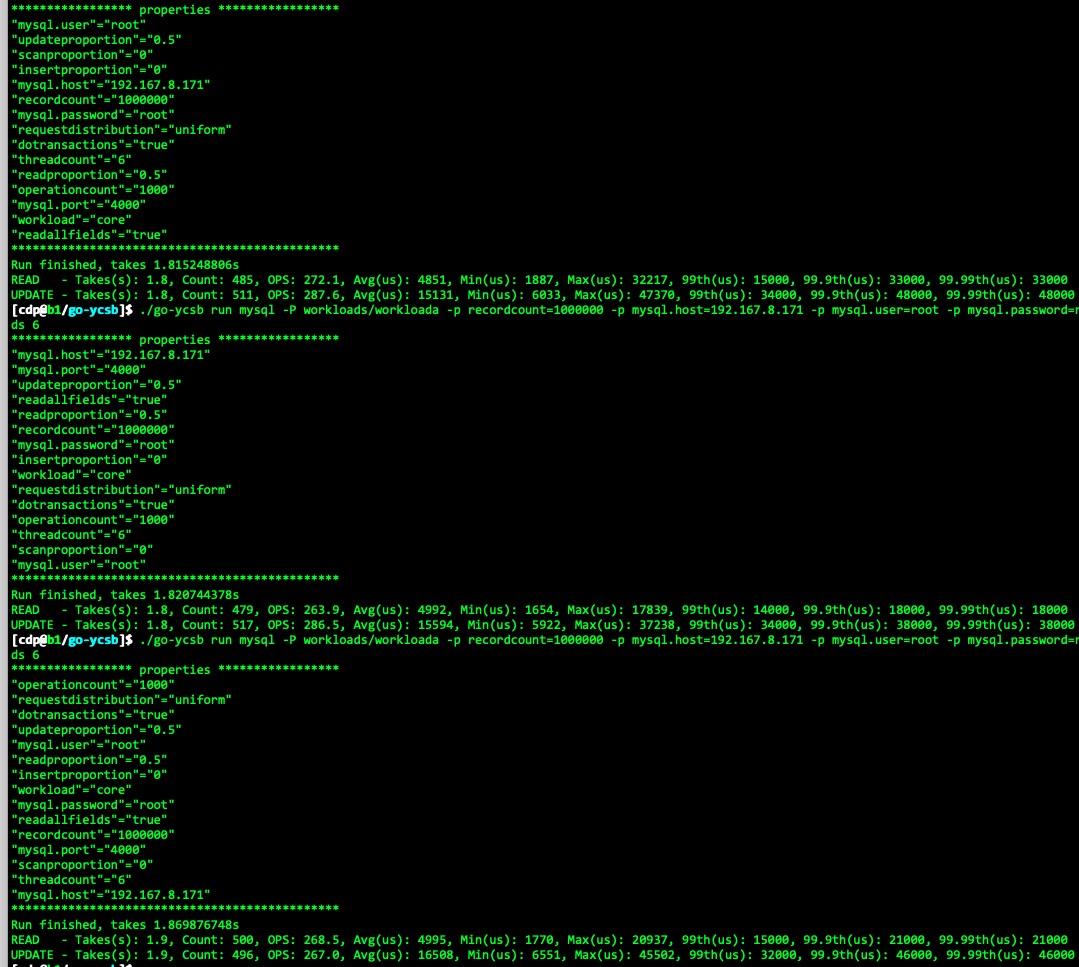 ***************** properties *****************
"mysql.user"="root"
"updateproportion"="0.5"
"scanproportion"="0"
"insertproportion"="0"
"mysql.host"="192.167.8.171"
"recordcount"="1000000"
"mysql.password"="root"
"requestdistribution"="uniform"
"dotransactions"="true"
"threadcount"="6"
"readproportion"="0.5"
"operationcount"="1000"
"mysql.port"="4000"
"workload"="core"
"readallfields"="true"
**********************************************
Run finished, takes 1.815248806s
READ   - Takes(s): 1.8, Count: 485, OPS: 272.1, Avg(us): 4851, Min(us): 1887, Max(us): 32217, 99th(us): 15000, 99.9th(us): 33000, 99.99th(us): 33000
UPDATE - Takes(s): 1.8, Count: 511, OPS: 287.6, Avg(us): 15131, Min(us): 6033, Max(us): 47370, 99th(us): 34000, 99.9th(us): 48000, 99.99th(us): 48000
[cdp@b1/go-ycsb]$ ./go-ycsb run mysql -P workloads/workloada -p recordcount=1000000 -p mysql.host=192.167.8.171 -p mysql.user=root -p mysql.password=
ds 6
***************** properties *****************
"mysql.host"="192.167.8.171"
"mysql.port"="4000"
"updateproportion"="0.5"
"readallfields"="true"
"readproportion"="0.5"
"recordcount"="1000000"
"mysql.password"="root"
"insertproportion"="0"
"workload"="core"
"requestdistribution"="uniform"
"dotransactions"="true"
"operationcount"="1000"
"threadcount"="6"
"scanproportion"="0"
"mysql.user"="root"
**********************************************
Run finished, takes 1.820744378s
READ   - Takes(s): 1.8, Count: 479, OPS: 263.9, Avg(us): 4992, Min(us): 1654, Max(us): 17839, 99th(us): 14000, 99.9th(us): 18000, 99.99th(us): 18000
UPDATE - Takes(s): 1.8, Count: 517, OPS: 286.5, Avg(us): 15594, Min(us): 5922, Max(us): 37238, 99th(us): 34000, 99.9th(us): 38000, 99.99th(us): 38000
[cdp@b1/go-ycsb]$ ./go-ycsb run mysql -P workloads/workloada -p recordcount=1000000 -p mysql.host=192.167.8.171 -p mysql.user=root -p mysql.password=
ds 6
***************** properties *****************
"operationcount"="1000"
"requestdistribution"="uniform"
"dotransactions"="true"
"updateproportion"="0.5"
"mysql.user"="root"
"readproportion"="0.5"
"insertproportion"="0"
"workload"="core"
"mysql.password"="root"
"readallfields"="true"
"recordcount"="1000000"
"mysql.port"="4000"
"scanproportion"="0"
"threadcount"="6"
"mysql.host"="192.167.8.171"
**********************************************
Run finished, takes 1.869876748s
READ   - Takes(s): 1.9, Count: 500, OPS: 268.5, Avg(us): 4995, Min(us): 1770, Max(us): 20937, 99th(us): 15000, 99.9th(us): 21000, 99.99th(us): 21000
UPDATE - Takes(s): 1.9, Count: 496, OPS: 267.0, Avg(us): 16508, Min(us): 6551, Max(us): 45502, 99th(us): 32000, 99.9th(us): 46000, 99.99th(us): 46000